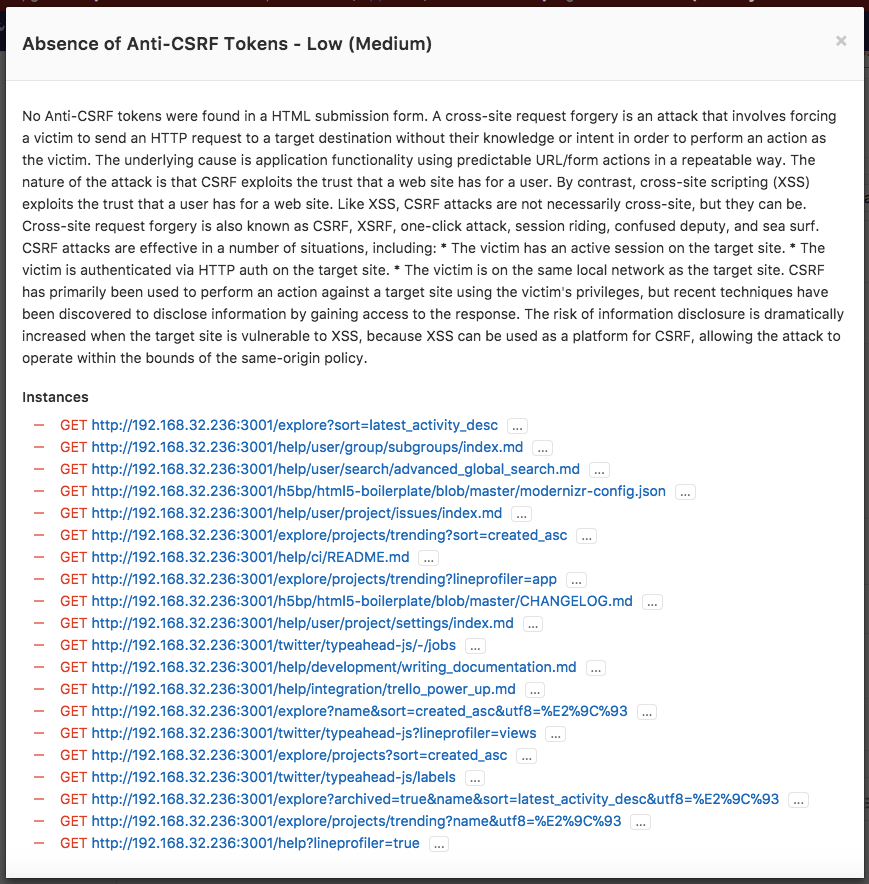 Absence of Anti-CSRF Tokens - Low (Medium)
×
No Anti-CSRF tokens were found in a HTML submission form. A cross-site request forgery is an attack that involves forcing
a victim to send an HTTP request to a target destination without their knowledge or intent in order to perform an action as
the victim. The underlying cause is application functionality using predictable URL/form actions in a repeatable way. The
nature of the attack is that CSRF exploits the trust that a web site has for a user. By contrast, cross-site scripting (XSS)
exploits the trust that a user has for a web site. Like XSS, CSRF attacks are not necessarily cross-site, but they can be.
Cross-site request forgery is also known as CSRF, XSRF, one-click attack, session riding, confused deputy, and sea surf.
CSRF attacks are effective in a number of situations, including: * The victim has an active session on the target site. * The
victim is authenticated via HTTP auth on the target site. * The victim is on the same local network as the target site. CSRF
has primarily been used to perform an action against a target site using the victim's privileges, but recent techniques have
been discovered to disclose information by gaining access to the response. The risk of information disclosure is dramatically
increased when the target site is vulnerable to XSS, because XSS can be used as a platform for CSRF, allowing the attack to
operate within the bounds of the same-origin policy.
Instances
– GET http://192.168.32.236:3001/explore?sort=latest_activity_desc ...
– GET http://192.168.32.236:3001/help/user/group/subgroups/index.md ...
– GET http://192.168.32.236:3001/help/user/search/advanced_global_search.md ...
– GET http://192.168.32.236:3001/h5bp/html5-boilerplate/blob/master/modernizr-config.json ...
– GET http://192.168.32.236:3001/help/user/project/issues/index.md ...
– GET http://192.168.32.236:3001/explore/projects/trending?sort=created_asc ...
– GET http://192.168.32.236:3001/help/ci/README.md ...
– GET http://192.168.32.236:3001/explore/projects/trending?lineprofiler=app ...
– GET http://192.168.32.236:3001/h5bp/html5-boilerplate/blob/master/CHANGELOG.md ...
– GET http://192.168.32.236:3001/help/user/project/settings/index.md ...
– GET http://192.168.32.236:3001/twitter/typeahead-js/-/jobs ...
– GET http://192.168.32.236:3001/help/development/writing_documentation.md ...
– GET http://192.168.32.236:3001/help/integration/trello_power_up.md ...
– GET http://192.168.32.236:3001/explore?name&sort=created_asc&utf8=%E2%9C%93 ...
– GET http://192.168.32.236:3001/twitter/typeahead-js?lineprofiler=views ...
– GET http://192.168.32.236:3001/explore/projects?sort=created_asc ...
– GET http://192.168.32.236:3001/twitter/typeahead-js/labels ...
– GET http://192.168.32.236:3001/explore?archived=true&name&sort=latest_activity_desc&utf8=%E2%9C%93 ...
– GET http://192.168.32.236:3001/explore/projects/trending?name&utf8=%E2%9C%93 ...
– GET http://192.168.32.236:3001/help?lineprofiler=true ...